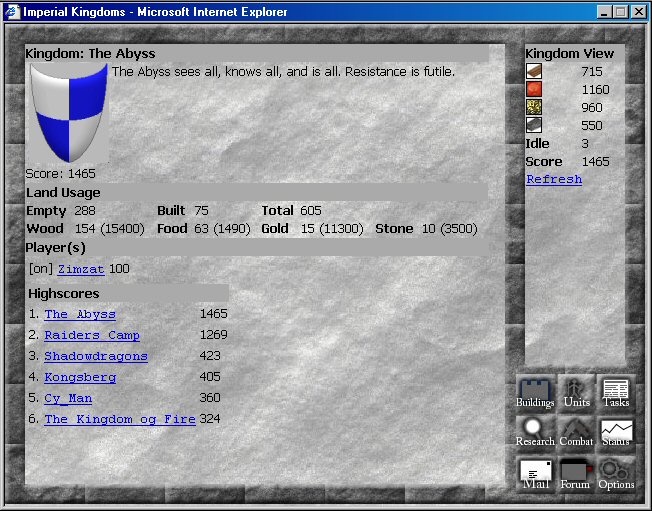 Imperial Kingdoms - Microsoft Internet Explorer
Kingdom: The Abyss
The Abyss sees all, knows all, and is all. Resistance is futile.
Score: 1465
Land Usage
Empty 288 Built 75 Total 605
Wood 154 (15400) Food 63 (1490) Gold 15 (11300) Stone 10 (3500)
Player(s)
[on] Zimzat 100
Highscores
1. The Abyss 1465
2. Raiders Camp 1269
3. Shadowdragons 423
4. Kongsberg 405
5. Cy_Man 360
6. The Kingdom og Fire 324
Kingdom View
715
1160
960
550
Idle 3
Score 1465
Refresh
Buildings Units Tasks
Research Combat Status
Mail Forum Options